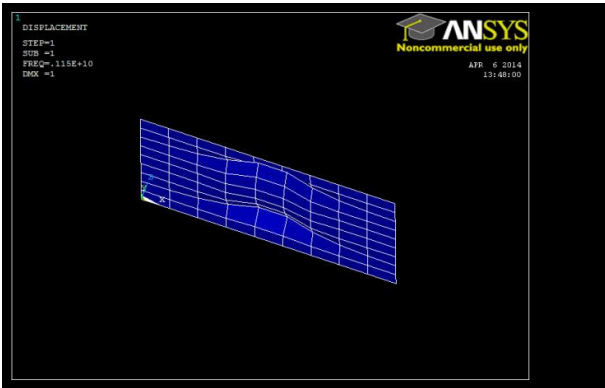 1
DISPLACEMENT
STEP=1
SUB =1
FREQ=.115E+10
DMX =1
ANSYS
Noncommercial use only
APR 6 2014
13:48:00
X